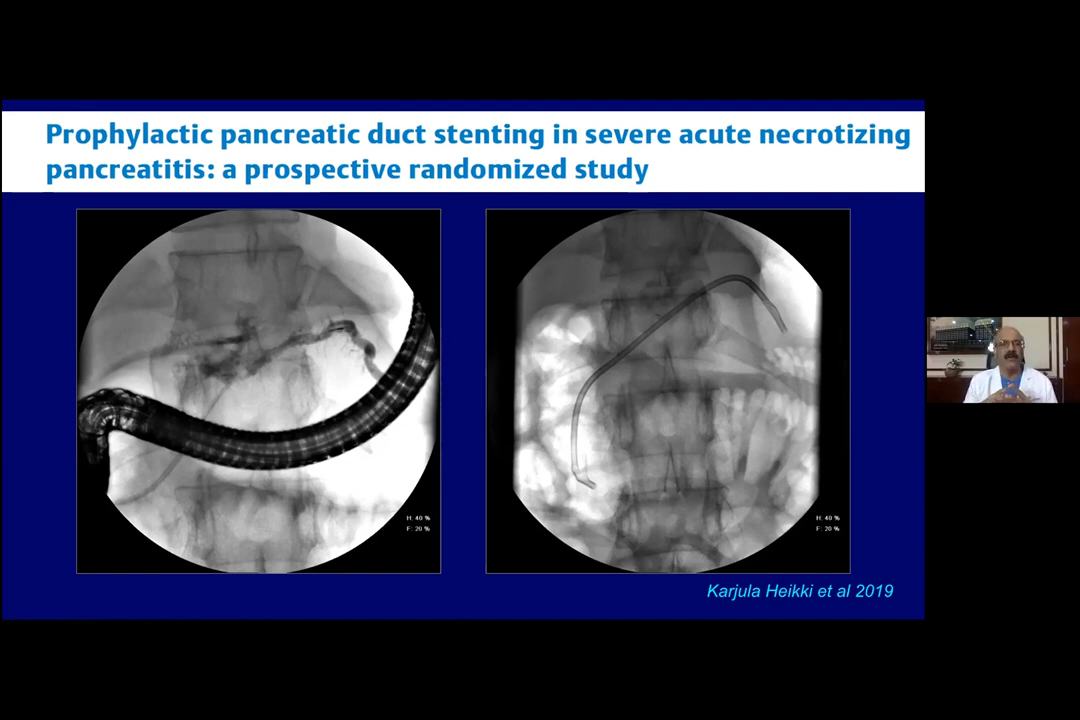 Prophylactic pancreatic duct stenting in severe acute necrotizing
pancreatitis: a prospective randomized study
H: 40 %
F: 20 %
H: 40 %
F: 20 %
Karjula Heikki et al 2019